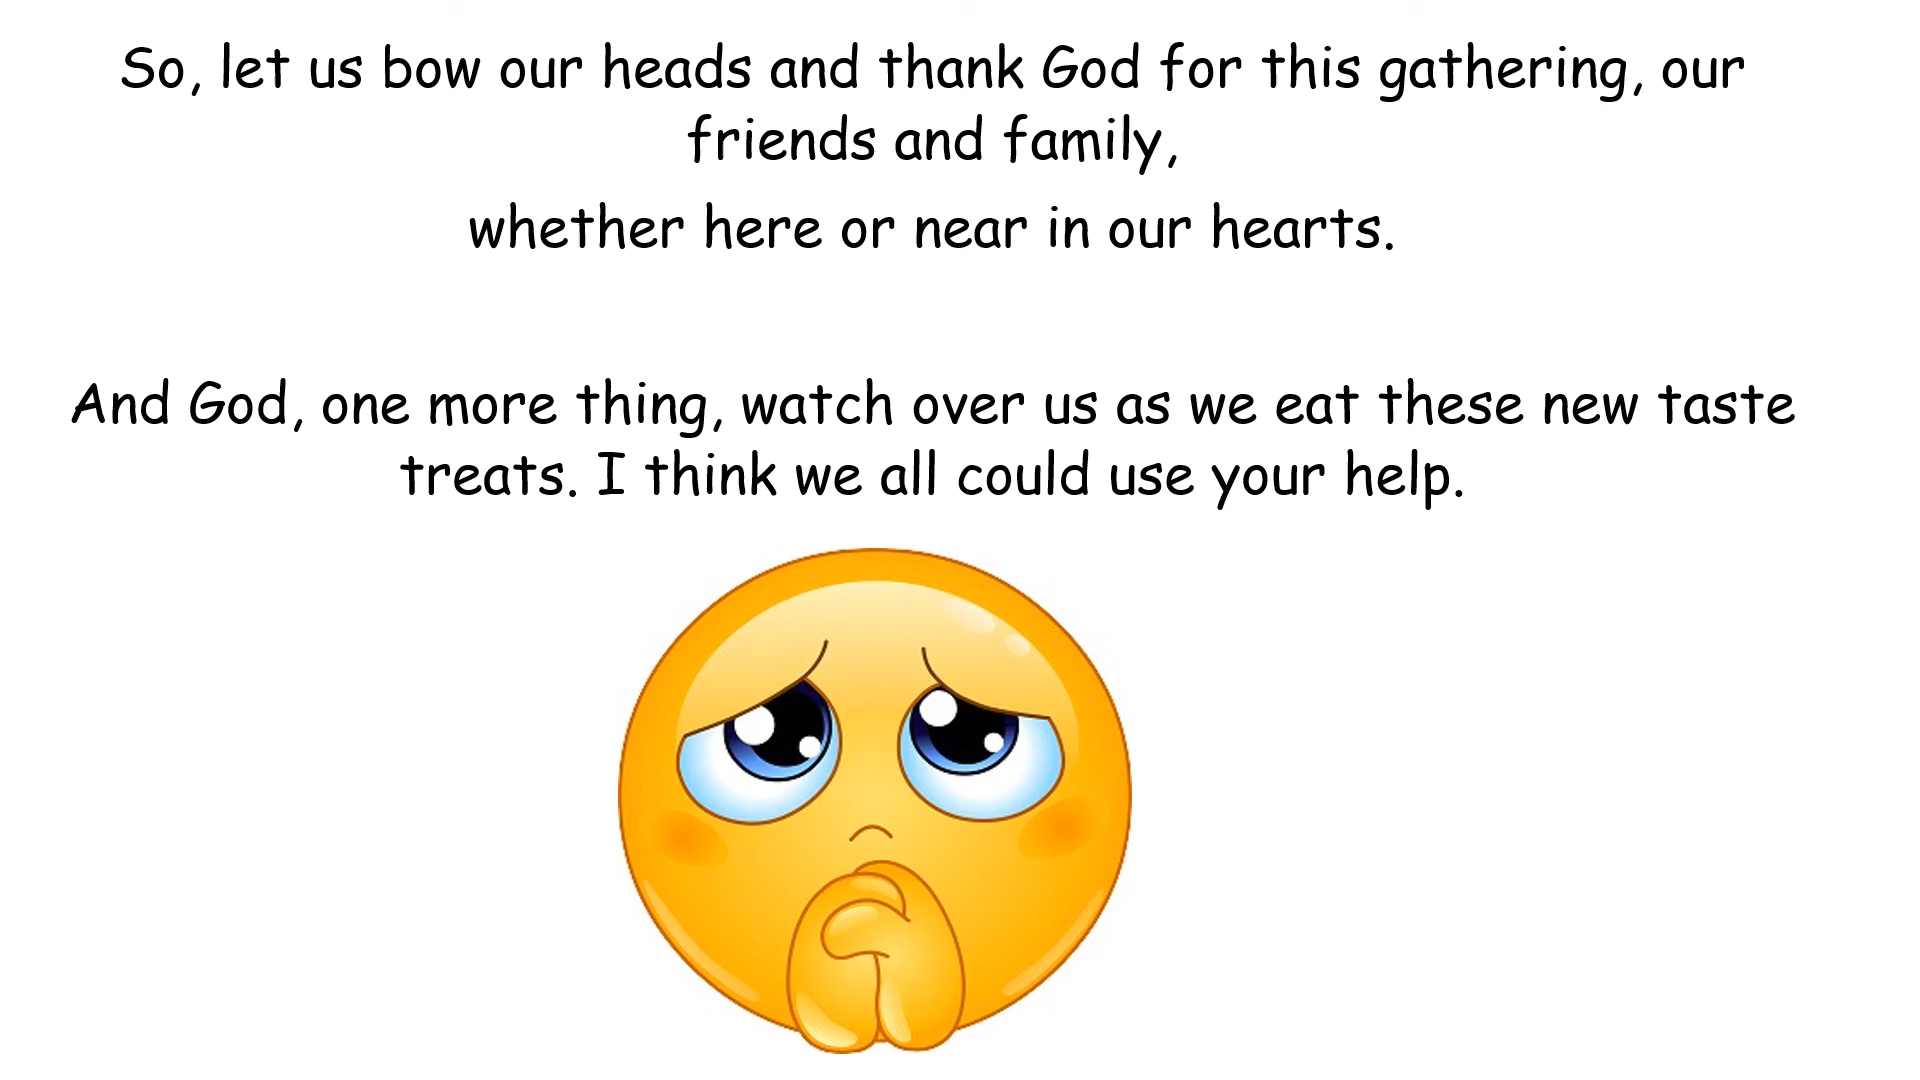 So, let us bow our heads and thank God for this gathering, our
friends and family,
whether here or near in our hearts.
And God, one more thing, watch over us as we eat these new taste
treats. I think we all could use your help.